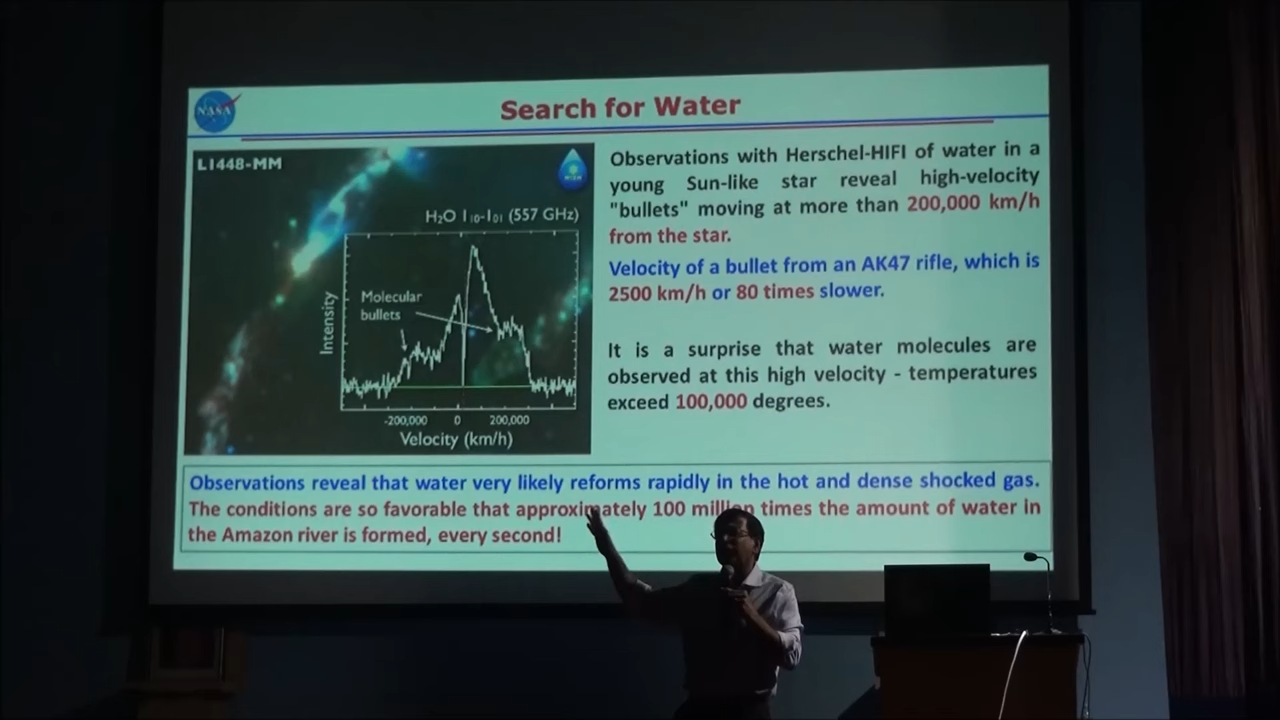 NASA
Search for Water
L1448-MM
H₂O 1₁₀-1₀₁ (557 GHz)
Molecular
bullets
Intensity
-200,000 0 200,000
Velocity (km/h)
Observations with Herschel-HIFI of water in a
young Sun-like star reveal high-velocity
"bullets" moving at more than 200,000 km/h
from the star.
Velocity of a bullet from an AK47 rifle, which is
2500 km/h or 80 times slower.
It is a surprise that water molecules are
observed at this high velocity - temperatures
exceed 100,000 degrees.
Observations reveal that water very likely reforms rapidly in the hot and dense shocked gas.
The conditions are so favorable that approximately 100 million times the amount of water in
the Amazon river is formed, every second!